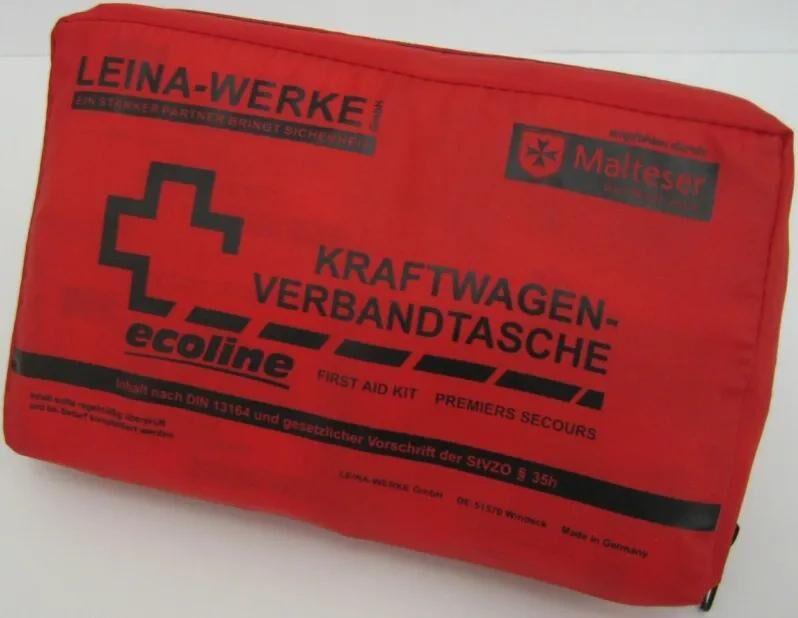 LEINA-WERKE GmbH
EIN STARKER PARTNER BRINGT SICHERHEIT
empfohlen durch:
Malteser
KRAFTWAGEN-
VERBANDTASCHE
ecoline
FIRST AID KIT PREMIERS SECOURS
Inhalt nach DIN 13164 und gesetzlicher Vorschrift der StVZO § 35h
Inhalt sollte regelmäßig überprüft
und bei Bedarf komplettiert werden
LEINA-WERKE GmbH DE-51570 Windeck Made in Germany